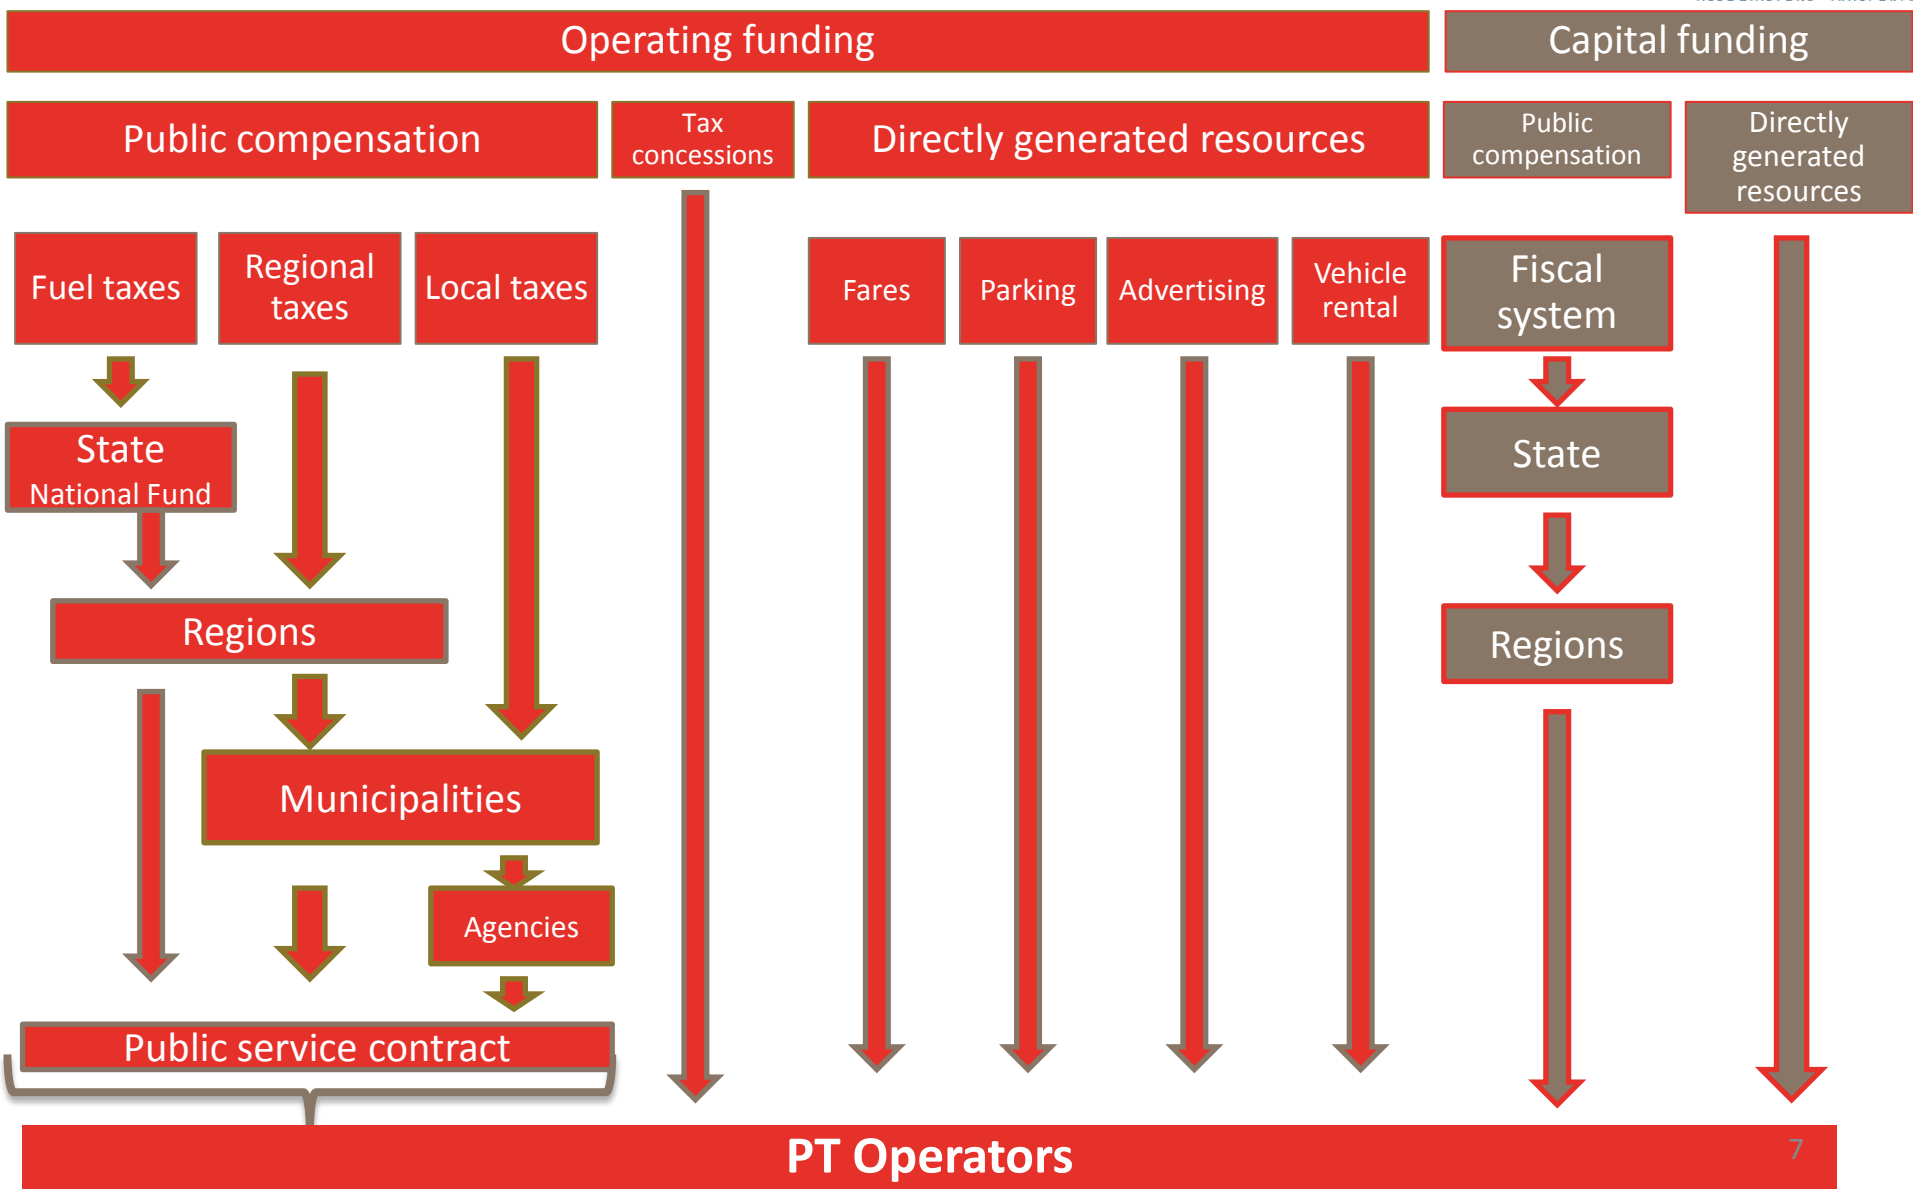 Operating funding
Capital funding
Public compensation
Tax
concessions
Directly generated resources
Public
compensation
Directly
generated
resources
Fuel taxes
Regional
taxes
Local taxes
Fares
Parking
Advertising
Vehicle
rental
Fiscal
system
State
National Fund
State
Regions
Regions
Municipalities
Agencies
Public service contract
PT Operators
7